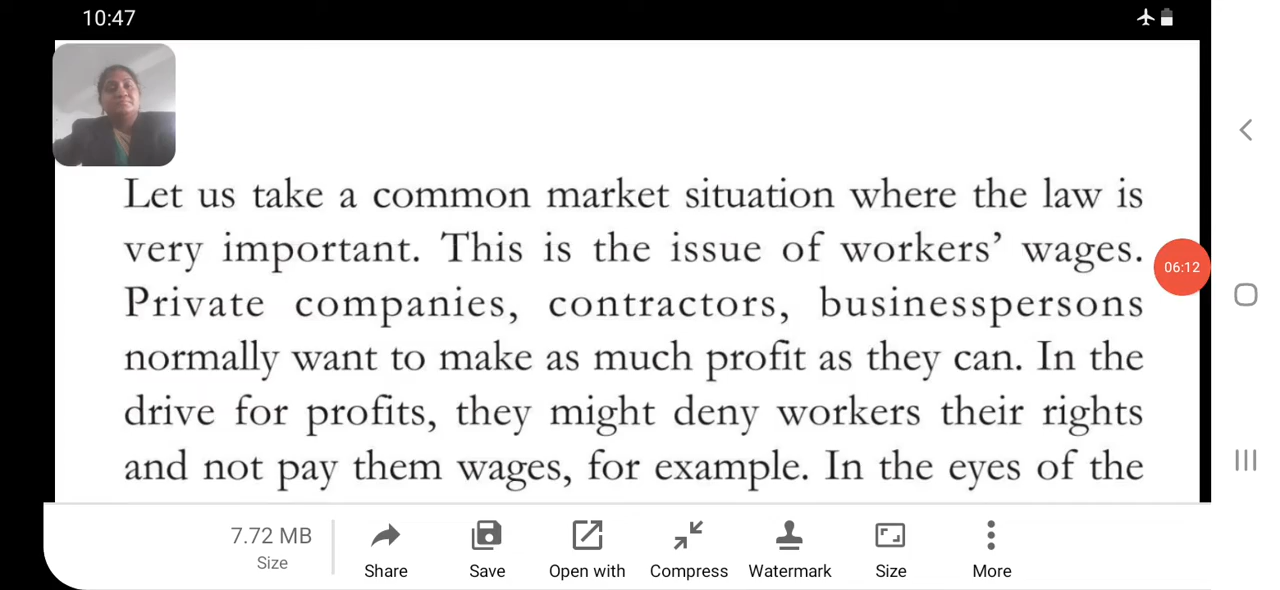 10:47
Let us take a common market situation where the law is
very important. This is the issue of workers’ wages.
Private companies, contractors, businesspersons
normally want to make as much profit as they can. In the
drive for profits, they might deny workers their rights
and not pay them wages, for example. In the eyes of the
06:12
7.72 MB
Size
Share
Save
Open with
Compress
Watermark
Size
More